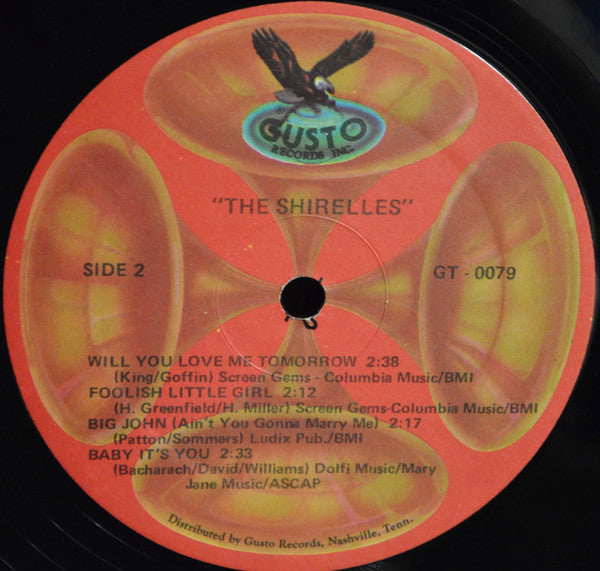 GUSTO
RECORDS INC.
"THE SHIRELLES"
SIDE 2
GT - 0079
WILL YOU LOVE ME TOMORROW 2:38
(King/Goffin) Screen Gems - Columbia Music/BMI
FOOLISH LITTLE GIRL 2:12
(H. Greenfield/H. Miller) Screen Gems-Columbia Music/BMI
BIG JOHN (Ain't You Gonna Marry Me) 2:17
(Patton/Sommers) Ludix Pub./BMI
BABY IT'S YOU 2:33
(Bacharach/David/Williams) Dolfi Music/Mary
Jane Music/ASCAP
Distributed by Gusto Records, Nashville, Tenn.